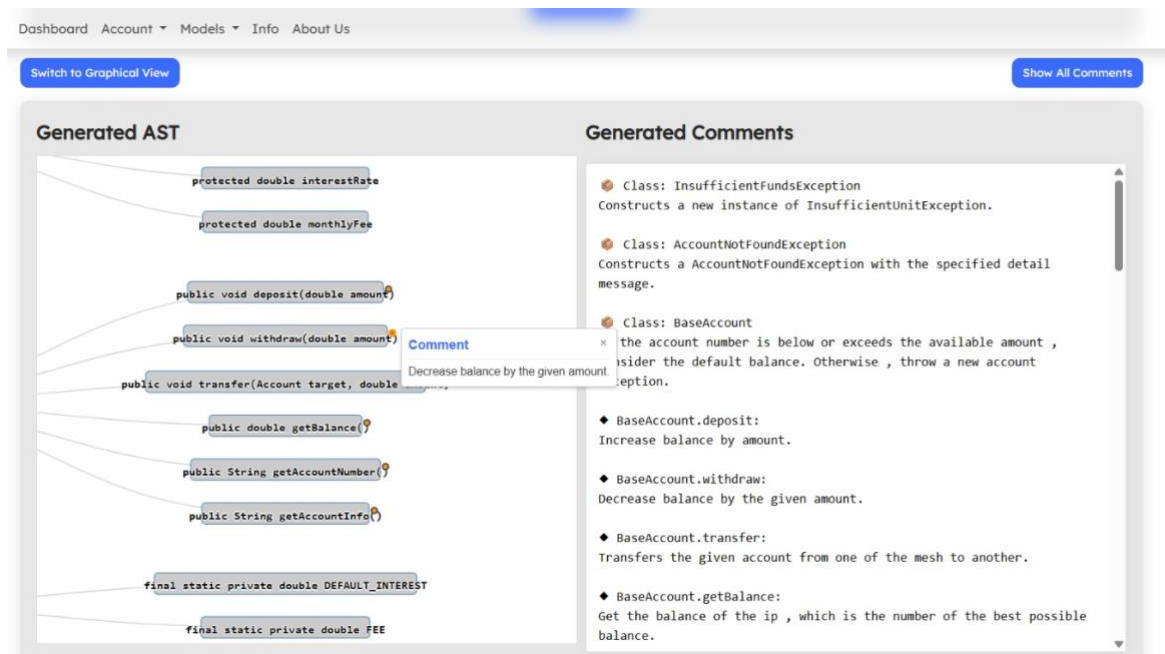 Dashboard Account Models Info About Us
Switch to Graphical View
Show All Comments
Generated AST
protected double interestRate
protected double monthlyFee
public void deposit(double amount)
public void withdraw(double amount)
public void transfer(Account target, double
public double getBalance()
public String getAccountNumber()
public String getAccountInfo()
final static private double DEFAULT_INTEREST
final static private double FEE
Comment ×
Decrease balance by the given amount.
Generated Comments
Class: InsufficientFundsException
Constructs a new instance of InsufficientUnitException.
Class: AccountNotFoundException
Constructs a AccountNotFoundException with the specified detail
message.
Class: BaseAccount
the account number is below or exceeds the available amount ,
sider the default balance. Otherwise , throw a new account
eption.
◆ BaseAccount.deposit:
Increase balance by amount.
◆ BaseAccount.withdraw:
Decrease balance by the given amount.
◆ BaseAccount.transfer:
Transfers the given account from one of the mesh to another.
◆ BaseAccount.getBalance:
Get the balance of the ip , which is the number of the best possible
balance.